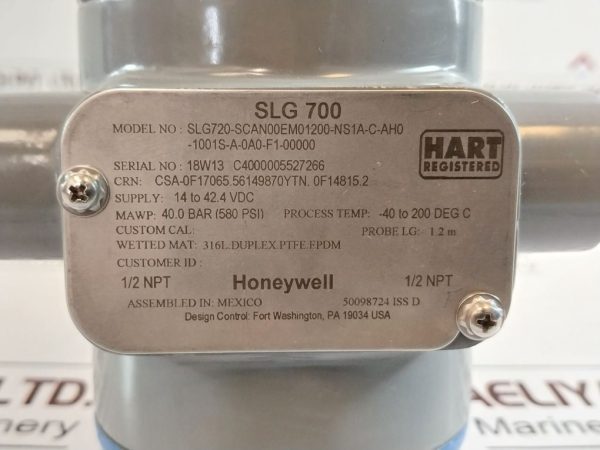 SLG 700
MODEL NO : SLG720-SCAN00EM01200-NS1A-C-AH0
-1001S-A-0A0-F1-00000
HART
REGISTERED
SERIAL NO : 18W13 C4000005527266
CRN: CSA-0F17065.56149870YTN. 0F14815.2
SUPPLY: 14 to 42.4 VDC
MAWP: 40.0 BAR (580 PSI) PROCESS TEMP: -40 to 200 DEG C
CUSTOM CAL: PROBE LG: 1.2 m
WETTED MAT: 316L.DUPLEX.PTFE.EPDM
CUSTOMER ID :
1/2 NPT Honeywell 1/2 NPT
ASSEMBLED IN: MEXICO 50098724 ISS D
Design Control: Fort Washington, PA 19034 USA
LTD.